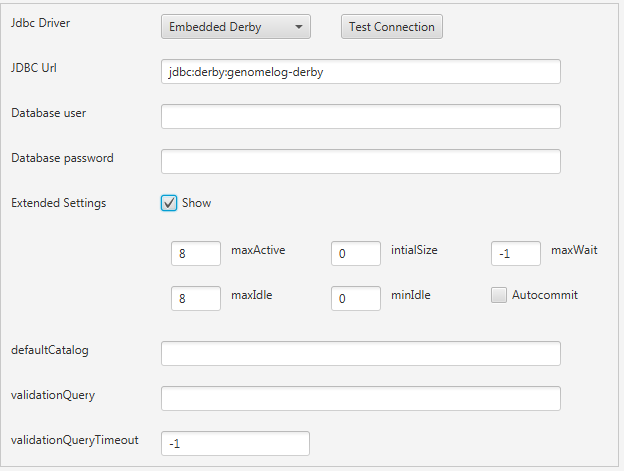 Jdbc Driver Embedded Derby Test Connection
JDBC Url jdbc:derby:genomelog-derby
Database user
Database password
Extended Settings Show
8 maxActive 0 intialSize -1 maxWait
8 maxIdle 0 minIdle Autocommit
defaultCatalog
validationQuery
validationQueryTimeout -1